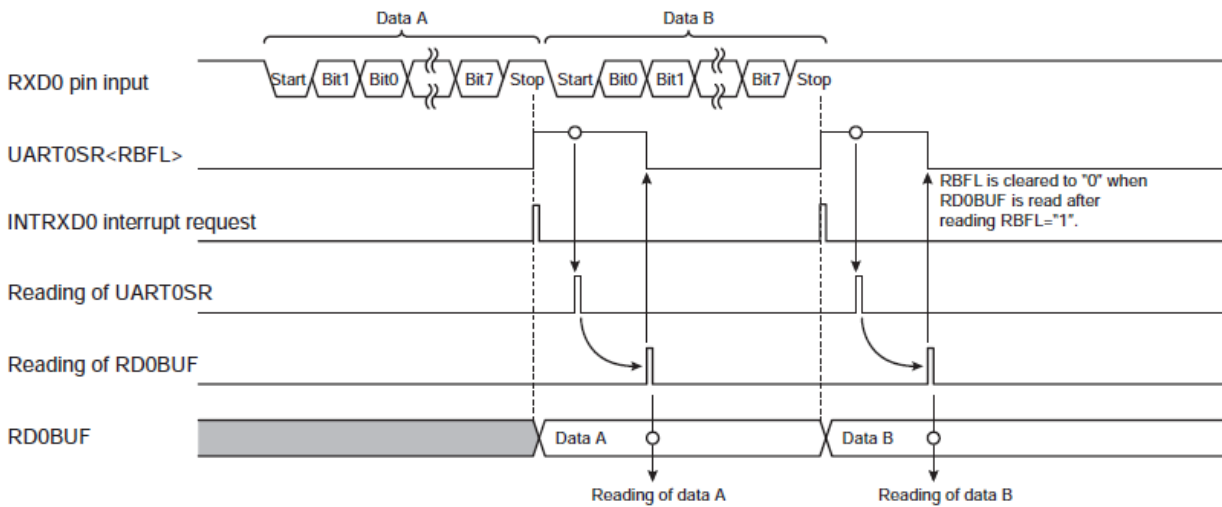 Data A
Data B
RXD0 pin input
Start
Bit1
Bit0
Bit7
Stop
Start
Bit0
Bit1
Bit7
Stop
UART0SR<RBFL>
RBFL is cleared to "0" when
RD0BUF is read after
reading RBFL="1".
INTRXD0 interrupt request
Reading of UART0SR
Reading of RD0BUF
RD0BUF
Data A
Data B
Reading of data A
Reading of data B